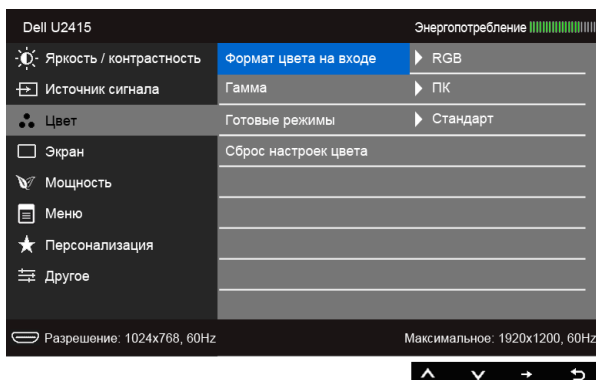 Dell U2415 Энергопотребление
Яркость / контрастность Формат цвета на входе RGB
Источник сигнала Гамма ПК
Цвет Готовые режимы Стандарт
Экран Сброс настроек цвета
Мощность
Меню
Персонализация
Другое
Разрешение: 1024x768, 60Hz Максимальное: 1920x1200, 60Hz